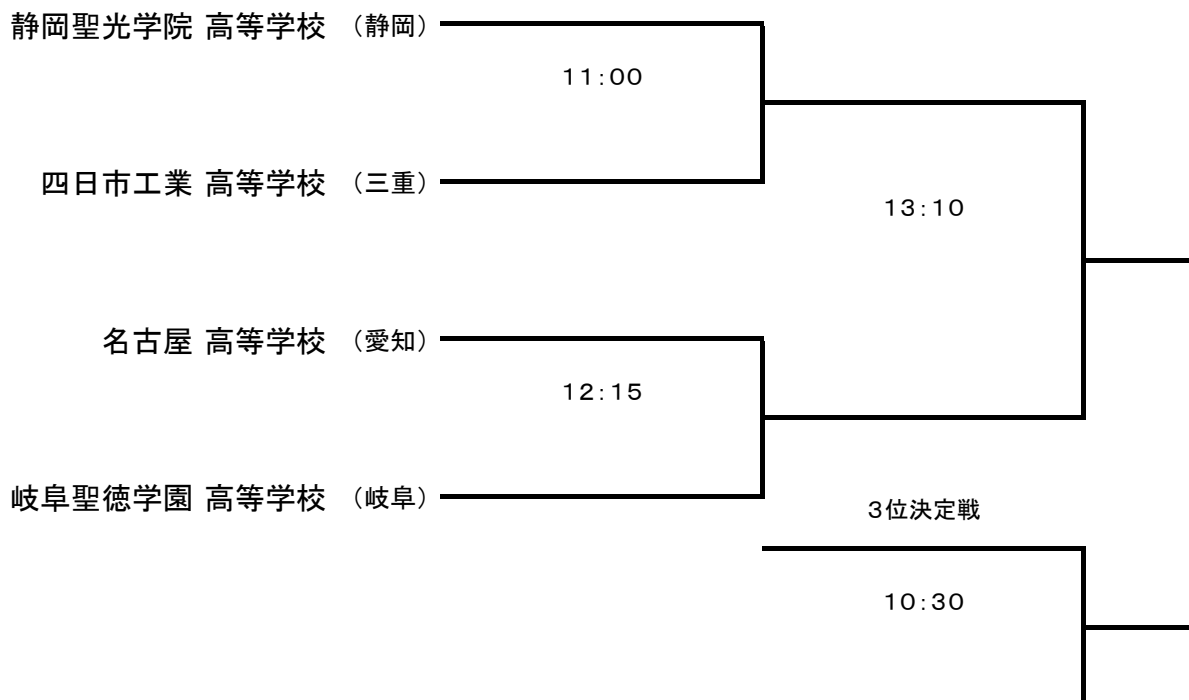 静岡聖光学院 高等学校 （静岡）
11:00
四日市工業 高等学校 （三重）
13:10
名古屋 高等学校 （愛知）
12:15
岐阜聖徳学園 高等学校 （岐阜）
3位決定戦
10:30